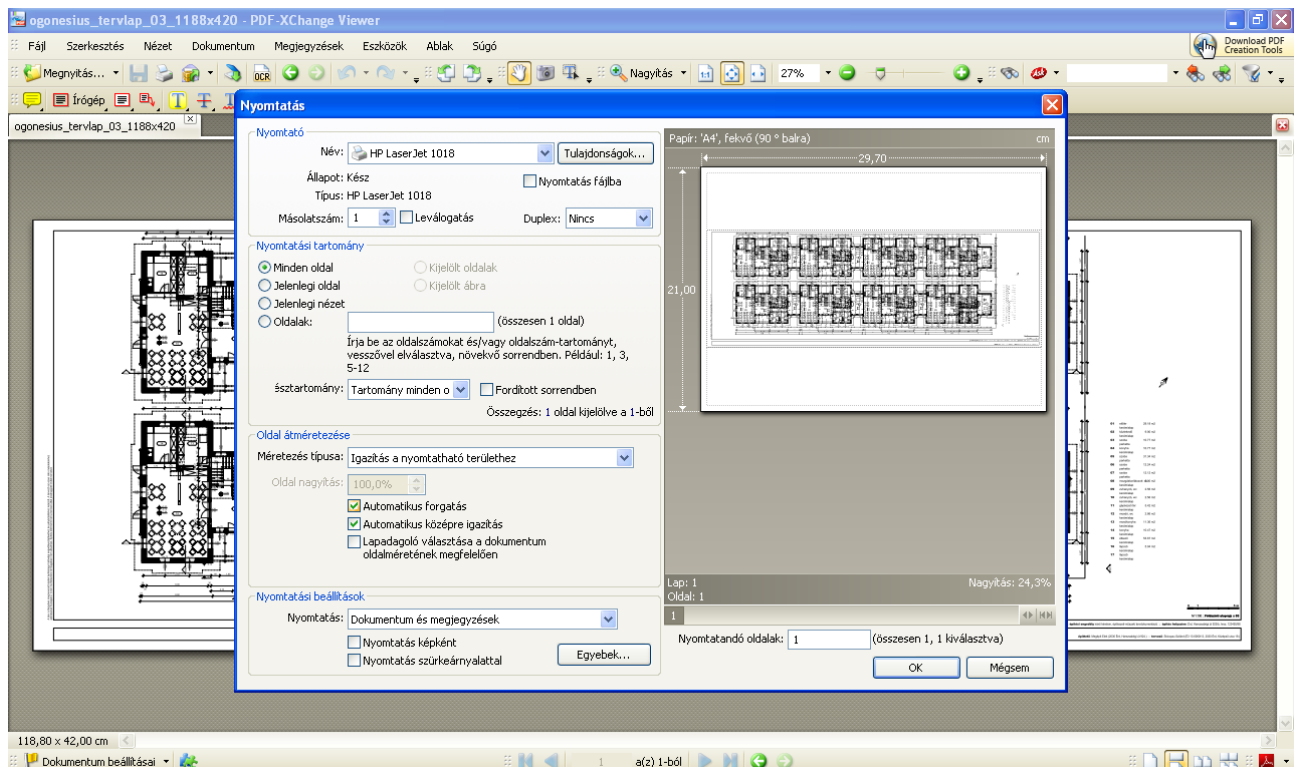 ogonesius_tervlap_03_1188x420 - PDF-XChange Viewer
Fájl Szerkesztés Nézet Dokumentum Megjegyzések Eszközök Ablak Súgó
Download PDF
Creation Tools
Megnyitás... OCR Nagyítás 1:1 27%
Írógép
ogonesius_tervlap_03_1188x420
Nyomtatás
Nyomtató
Név: HP LaserJet 1018 Tulajdonságok...
Állapot: Kész
Nyomtatás fájlba
Típus: HP LaserJet 1018
Másolatszám: 1 Leválogatás Duplex: Nincs
Nyomtatási tartomány
Minden oldal Kijelölt oldalak
Jelenlegi oldal Kijelölt ábra
Jelenlegi nézet
Oldalak: (összesen 1 oldal)
Írja be az oldalszámokat és/vagy oldalszám-tartományt,
vesszővel elválasztva, növekvő sorrendben. Például: 1, 3,
5-12
észtartomány: Tartomány minden o Fordított sorrendben
Összegzés: 1 oldal kijelölve a 1-ből
Oldal átméretezése
Méretezés típusa: Igazítás a nyomtatható területhez
Oldal nagyítás: 100,0%
Automatikus forgatás
Automatikus középre igazítás
Lapadagoló választása a dokumentum
oldalméretének megfelelően
Nyomtatási beállítások
Nyomtatás: Dokumentum és megjegyzések
Nyomtatás képként
Nyomtatás szürkeárnyalattal
Egyebek...
Papír: 'A4', fekvő (90 ° balra) cm
29,70
21,00
Lap: 1 Nagyítás: 24,3%
Oldal: 1
1
Nyomtatandó oldalak: 1 (összesen 1, 1 kiválasztva)
OK Mégsem
118,80 x 42,00 cm
Dokumentum beállításai 1 a(z) 1-ból